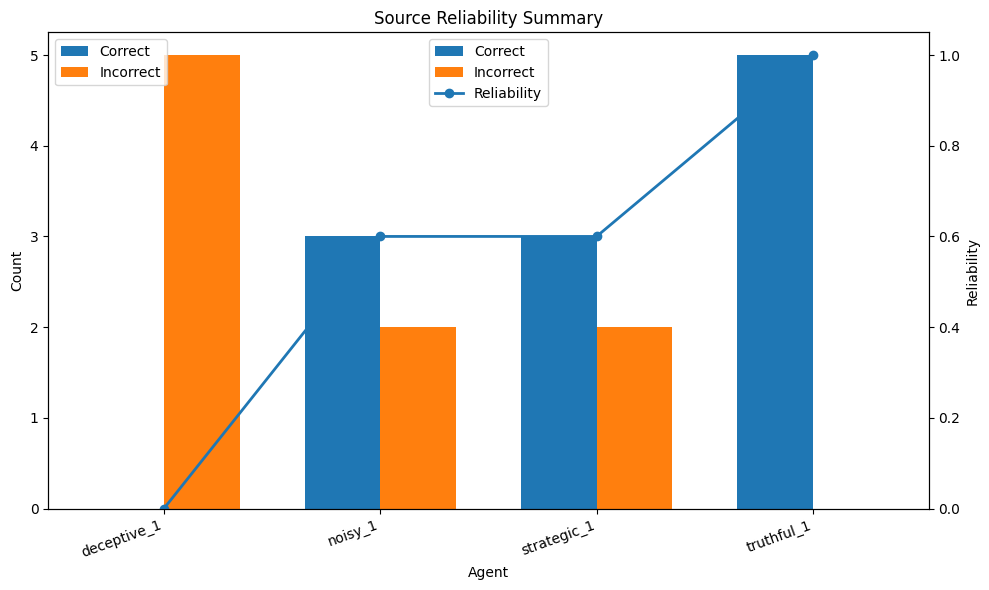 Source Reliability Summary
Correct
Incorrect
Correct
Incorrect
Reliability
5
4
3
2
1
0
Count
1.0
0.8
0.6
0.4
0.2
0.0
Reliability
deceptive_1
noisy_1
strategic_1
truthful_1
Agent